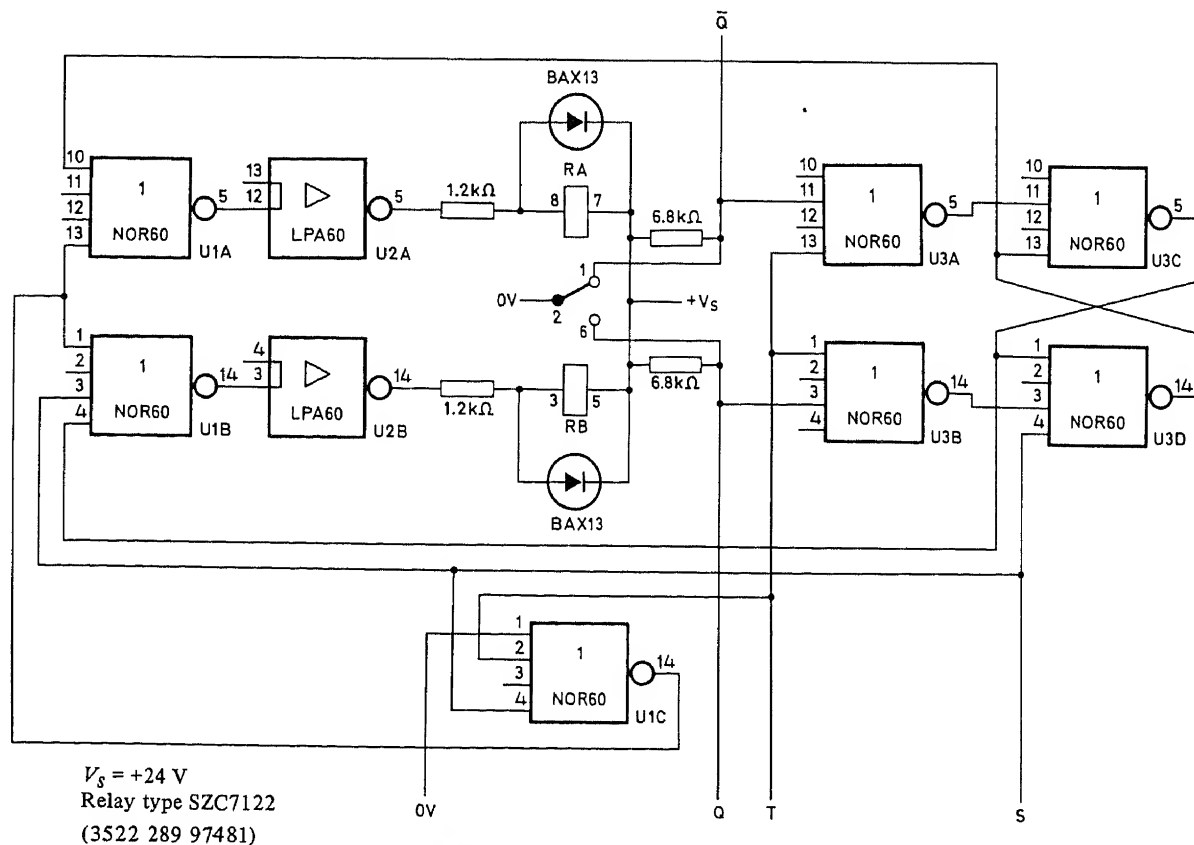 Q̄
BAX13
RA
8 7
1.2kΩ
6.8kΩ
10
11
12
13
1
NOR60
5
U1A
13
12
LPA60
5
U2A
1
0V
2
6
+VS
10
11
12
13
1
NOR60
5
U3A
10
11
12
13
1
NOR60
5
U3C
1
2
3
4
1
NOR60
14
U1B
4
3
LPA60
14
U2B
1.2kΩ
3 5
RB
6.8kΩ
BAX13
1
2
3
4
1
NOR60
14
U3B
1
2
3
4
1
NOR60
14
U3D
1
2
3
4
1
NOR60
14
U1C
VS = +24 V
Relay type SZC7122
(3522 289 97481)
0V
Q
T
S